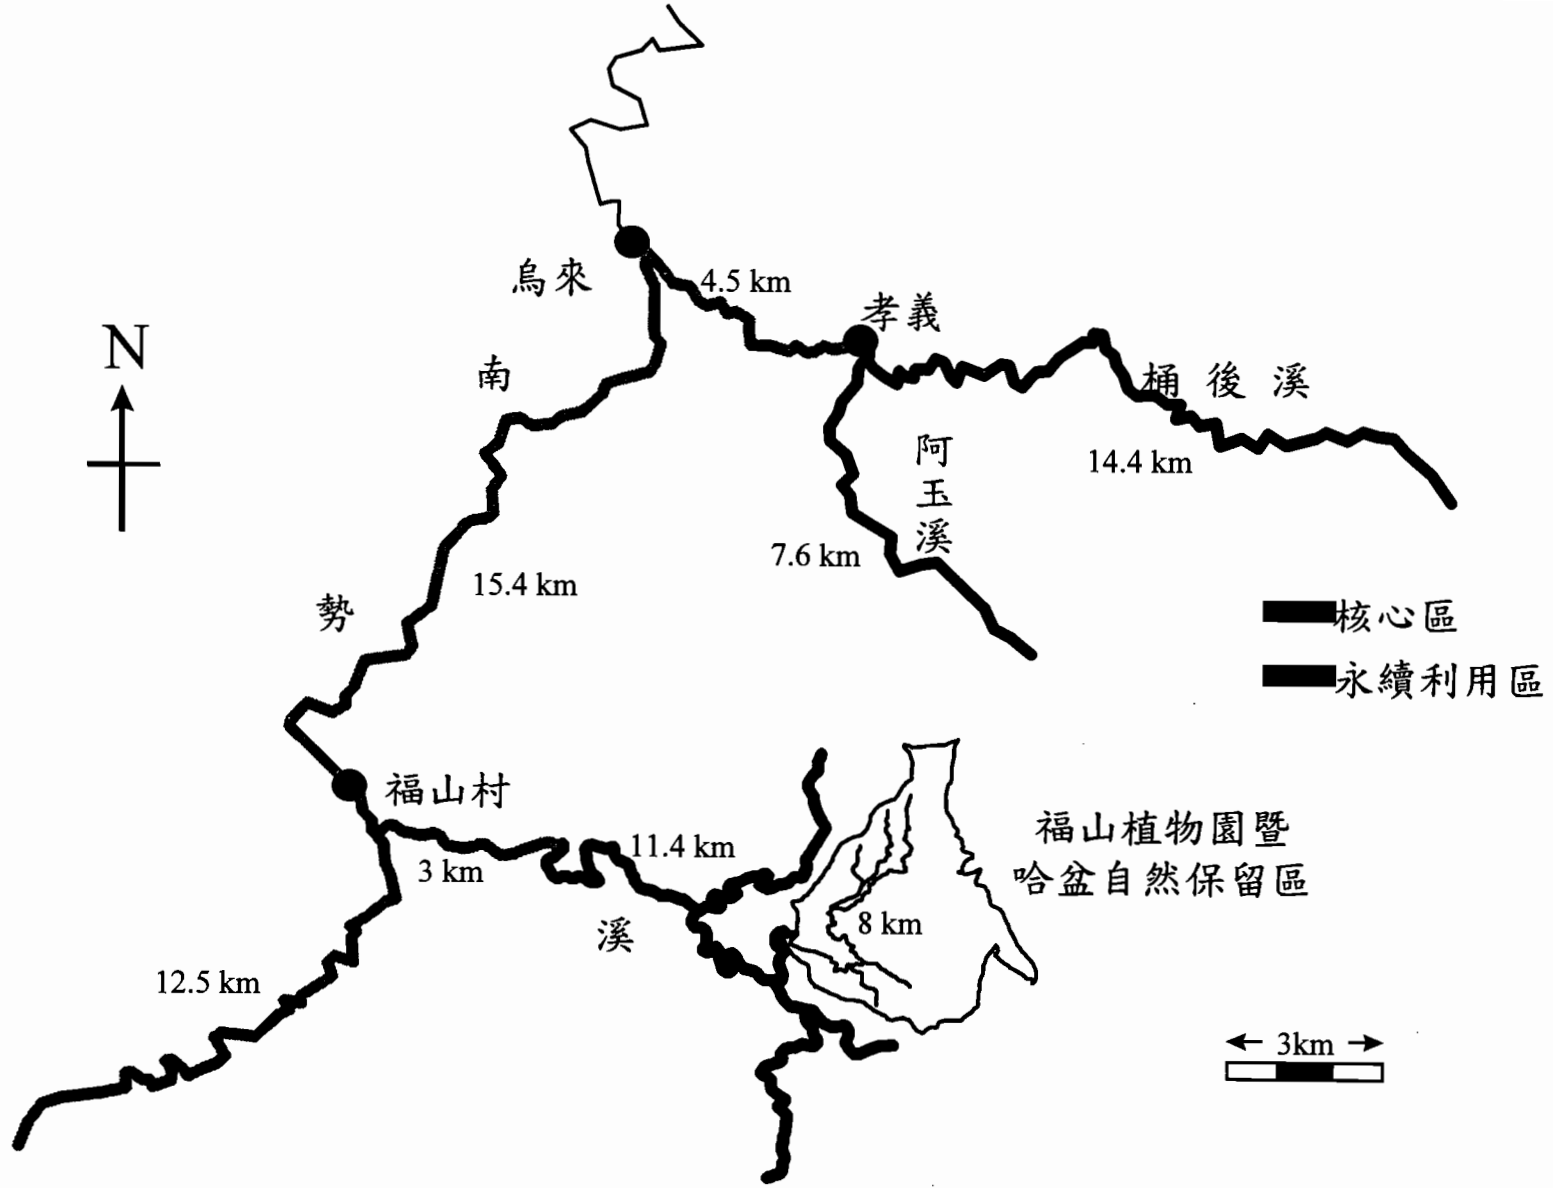 烏來
4.5 km
孝義
N
南
桶後溪
阿玉溪
14.4 km
7.6 km
15.4 km
勢
核心區
永續利用區
福山村
福山植物園暨
哈盆自然保留區
11.4 km
3 km
8 km
溪
12.5 km
3km